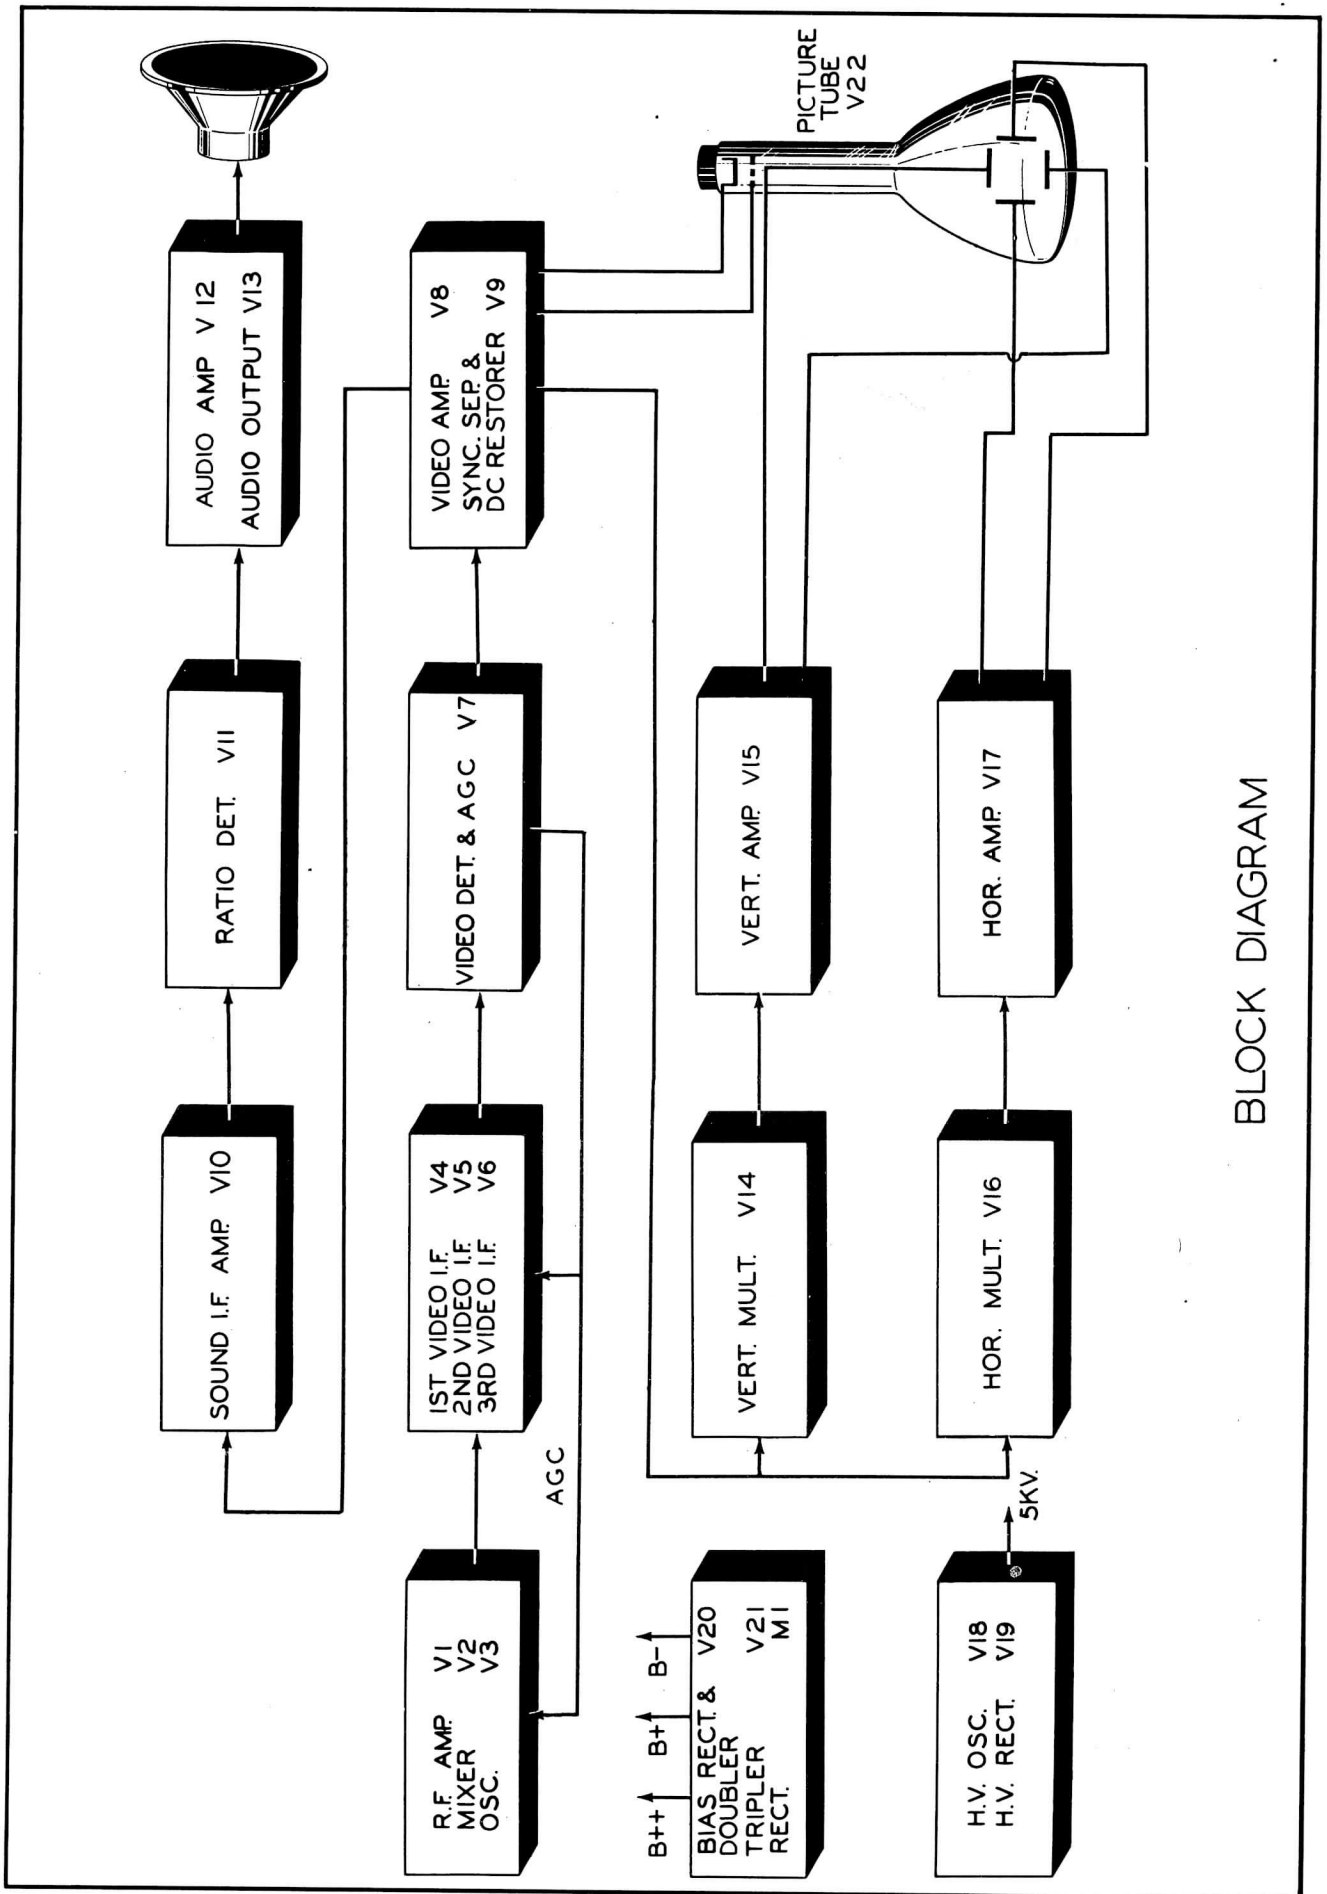 AUDIO AMP V12
AUDIO OUTPUT V13
RATIO DET. V11
SOUND I.F. AMP. V10
PICTURE
TUBE
V22
VIDEO AMP. V8
SYNC. SEP. &
DC RESTORER V9
VIDEO DET. & AGC V7
1ST VIDEO I.F. V4
2ND VIDEO I.F. V5
3RD VIDEO I.F. V6
R.F. AMP. V1
MIXER V2
OSC. V3
AGC
VERT. AMP. V15
VERT. MULT. V14
B++
B+
B-
BIAS RECT. & V20
DOUBLER
TRIPLER V21
RECT. M1
HOR. AMP. V17
HOR. MULT. V16
5KV.
H.V. OSC. V18
H.V. RECT. V19
BLOCK DIAGRAM